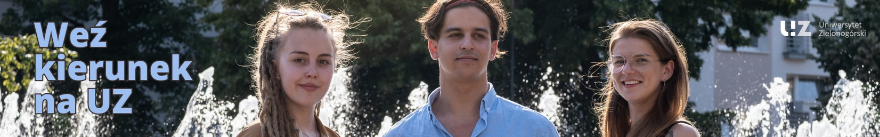 Weź
kierunek
na UZ
UZ
Uniwersytet
Zielonogórski